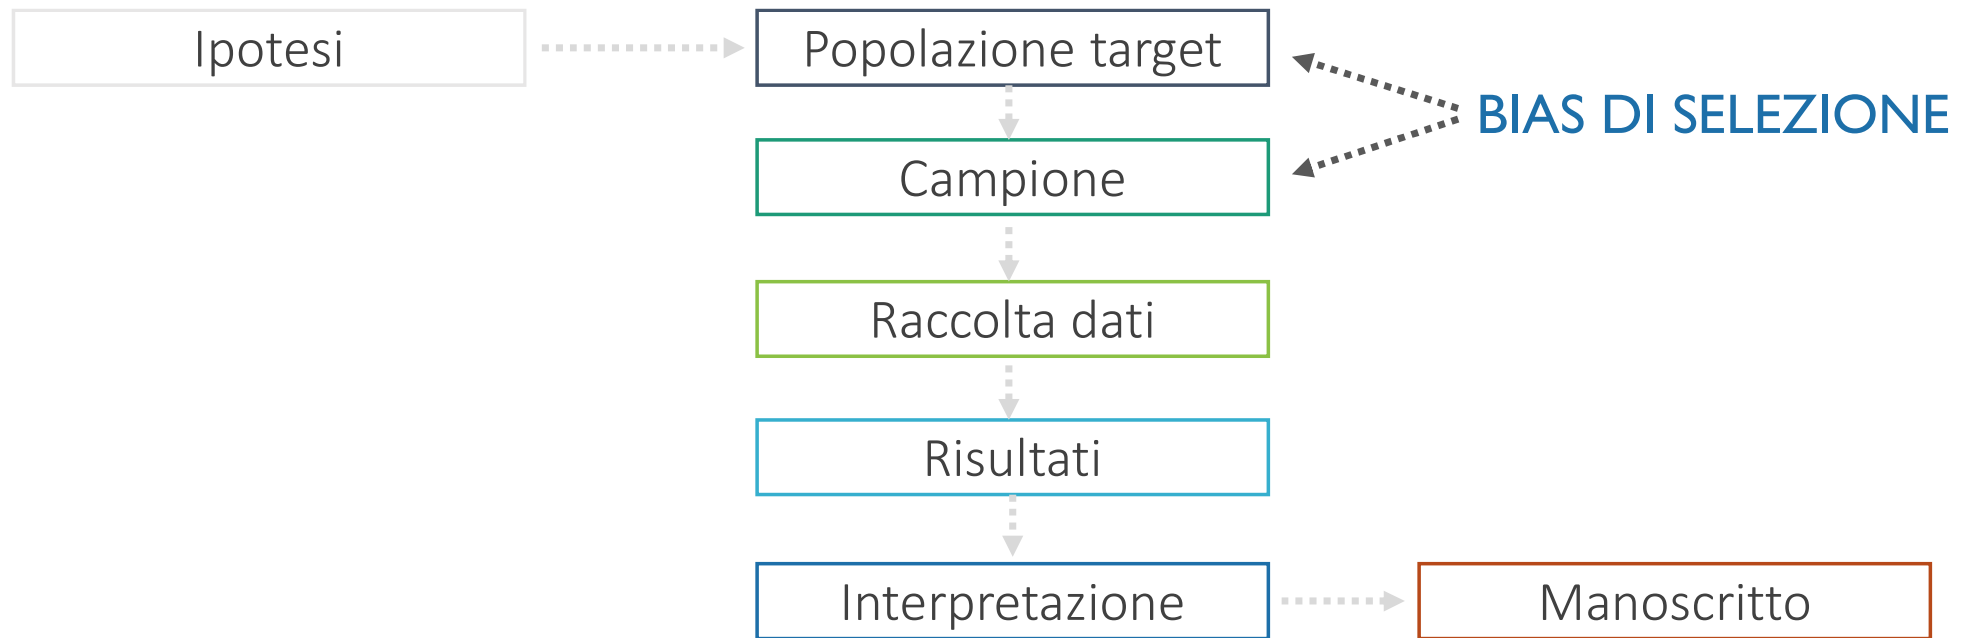 Ipotesi
Popolazione target
BIAS DI SELEZIONE
Campione
Raccolta dati
Risultati
Interpretazione
Manoscritto